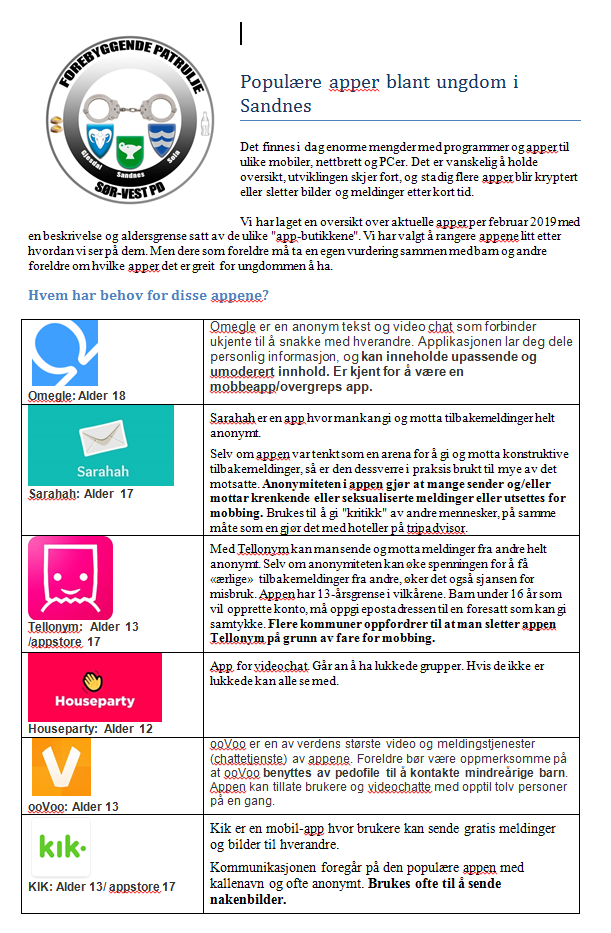 FOREBYGGENDE PATRULJE
Gjesdal
Sandnes
Sola
SØR-VEST PD
Populære apper blant ungdom i
Sandnes
Det finnes i dag enorme mengder med programmer og apper til
ulike mobiler, nettbrett og PCer. Det er vanskelig å holde
oversikt, utviklingen skjer fort, og stadig flere apper blir kryptert
eller sletter bilder og meldinger etter kort tid.
Vi har laget en oversikt over aktuelle apper per februar 2019 med
en beskrivelse og aldersgrense satt av de ulike "app-butikkene". Vi har valgt å rangere appene litt etter
hvordan vi ser på dem. Men dere som foreldre må ta en egen vurdering sammen med barn og andre
foreldre om hvilke apper det er greit for ungdommen å ha.
Hvem har behov for disse appene?
Omegle: Alder 18
Omegle er en anonym tekst og video chat som forbinder
ukjente til å snakke med hverandre. Applikasjonen lar deg dele
personlig informasjon, og kan inneholde upassende og
umoderert innhold. Er kjent for å være en
mobbeapp/overgreps app.
Sarahah
Sarahah: Alder 17
Sarahah er en app hvor man kan gi og motta tilbakemeldinger helt
anonymt.
Selv om appen var tenkt som en arena for å gi og motta konstruktive
tilbakemeldinger, så er den dessverre i praksis brukt til mye av det
motsatte. Anonymiteten i appen gjør at mange sender og/eller
mottar krenkende eller seksualiserte meldinger eller utsettes for
mobbing. Brukes til å gi "kritikk" av andre mennesker, på samme
måte som en gjør det med hoteller på tripadvisor.
Tellonym: Alder 13
/appstore 17
Med Tellonym kan man sende og motta meldinger fra andre helt
anonymt. Selv om anonymiteten kan øke spenningen for å få
«ærlige» tilbakemeldinger fra andre, øker det også sjansen for
misbruk. Appen har 13-årsgrense i vilkårene. Barn under 16 år som
vil opprette konto, må oppgi epostadressen til en foresatt som kan gi
samtykke. Flere kommuner oppfordrer til at man sletter appen
Tellonym på grunn av fare for mobbing.
Houseparty
Houseparty: Alder 12
App for videochat. Går an å ha lukkede grupper. Hvis de ikke er
lukkede kan alle se med.
ooVoo: Alder 13
ooVoo er en av verdens største video og meldingstjenester
(chattetjenste) av appene. Foreldre bør være oppmerksomme på
at ooVoo benyttes av pedofile til å kontakte mindreårige barn.
Appen kan tillate brukere og videochatte med opptil tolv personer
på en gang.
kik·
KIK: Alder 13/ appstore 17
Kik er en mobil-app hvor brukere kan sende gratis meldinger
og bilder til hverandre.
Kommunikasjonen foregår på den populære appen med
kallenavn og ofte anonymt. Brukes ofte til å sende
nakenbilder.